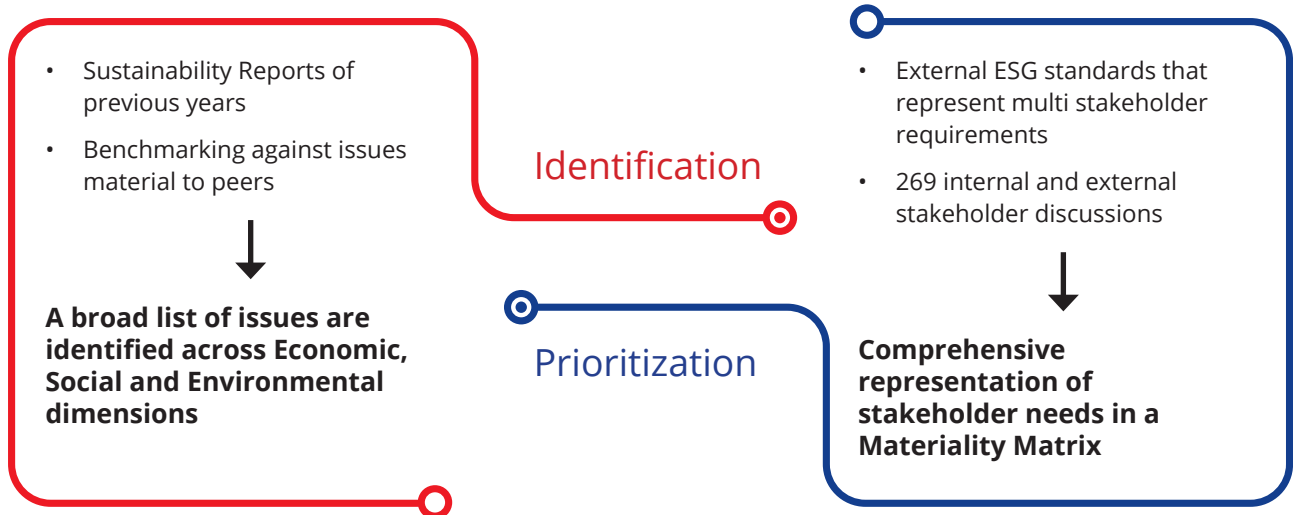 • Sustainability Reports of
previous years
• Benchmarking against issues
material to peers
A broad list of issues are
identified across Economic,
Social and Environmental
dimensions
Identification
Prioritization
• External ESG standards that
represent multi stakeholder
requirements
• 269 internal and external
stakeholder discussions
Comprehensive
representation of
stakeholder needs in a
Materiality Matrix